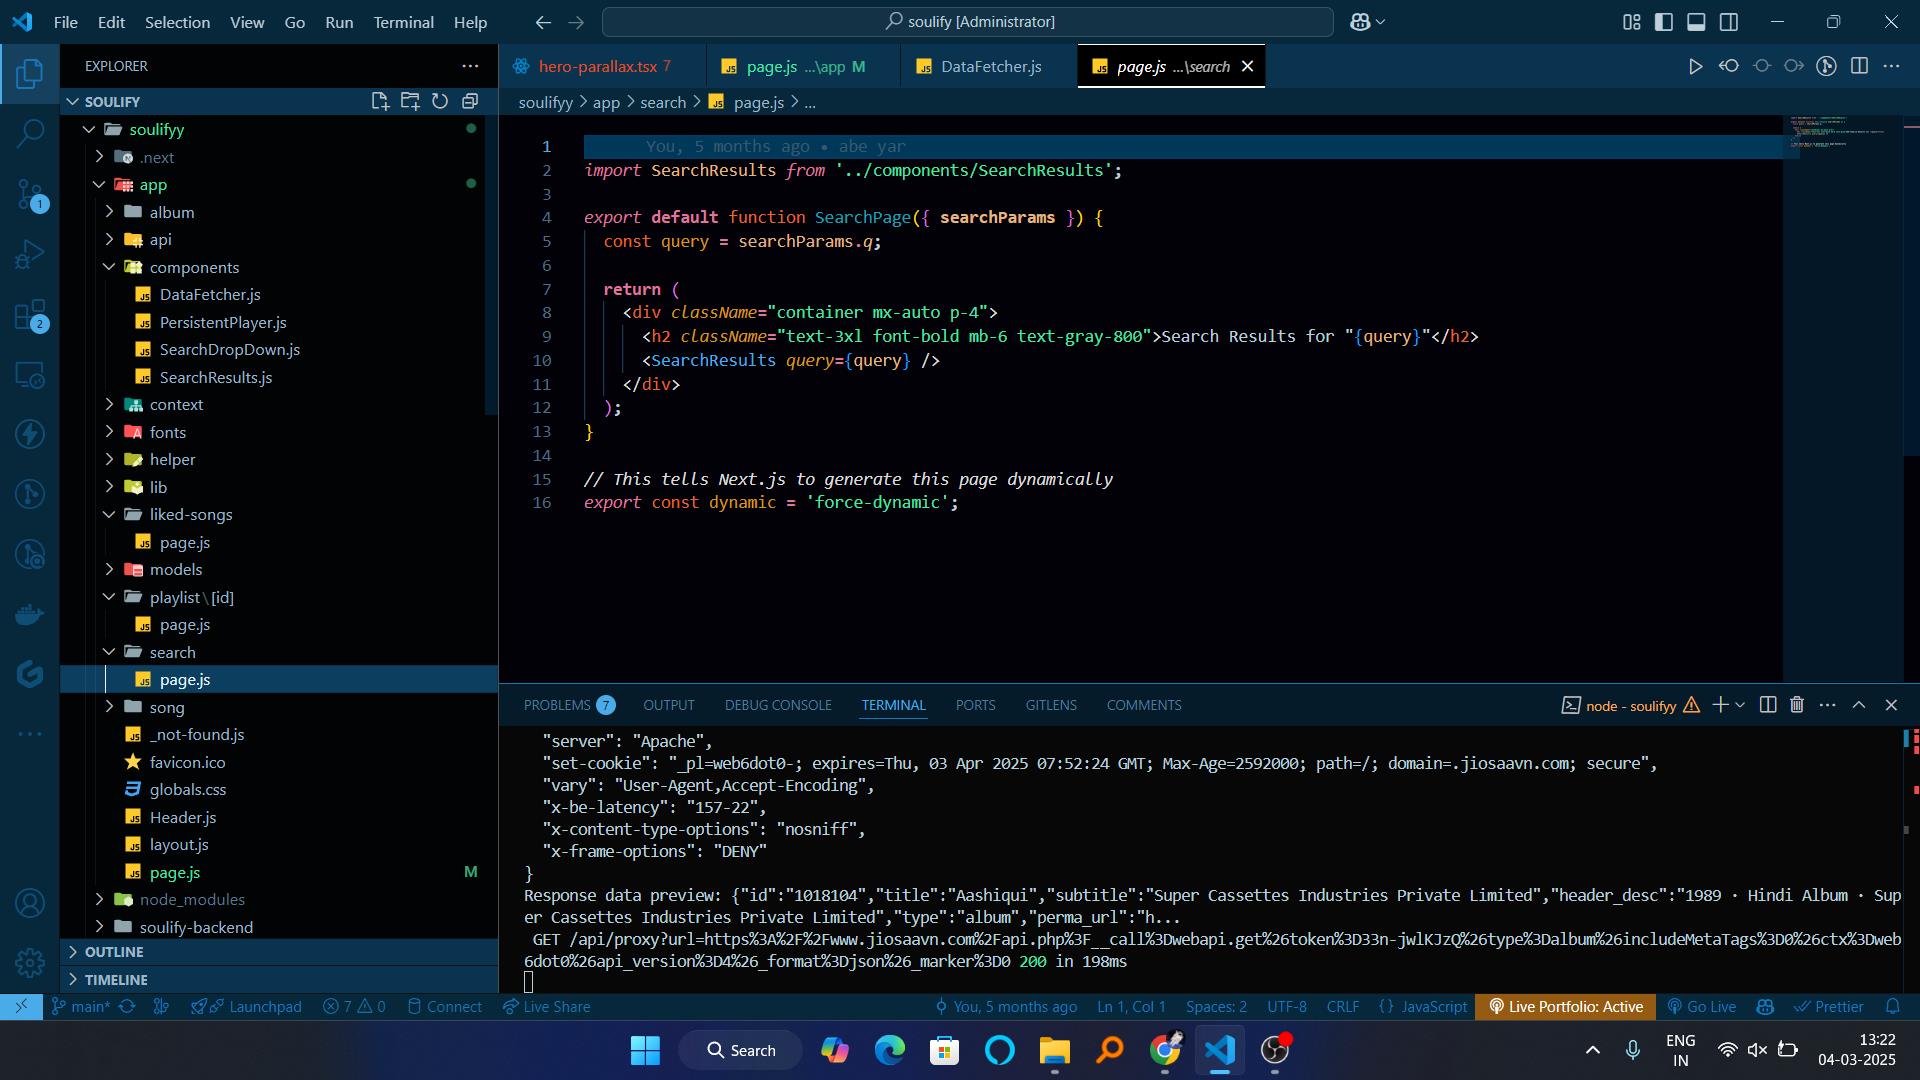 File Edit Selection View Go Run Terminal Help
soulify [Administrator]
EXPLORER
hero-parallax.tsx 7
page.js ...\app M
DataFetcher.js
page.js ...\search
SOULIFY
soulifyy > app > search > page.js > ...
soulifyy
.next
app
album
api
components
DataFetcher.js
PersistentPlayer.js
SearchDropDown.js
SearchResults.js
context
fonts
helper
lib
liked-songs
page.js
models
playlist\[id]
page.js
search
page.js
song
_not-found.js
favicon.ico
globals.css
Header.js
layout.js
page.js M
node_modules
soulify-backend
OUTLINE
TIMELINE
1
2
1 You, 5 months ago • abe yar
2 import SearchResults from '../components/SearchResults';
3
4 export default function SearchPage({ searchParams }) {
5 const query = searchParams.q;
6
7 return (
8 <div className="container mx-auto p-4">
9 <h2 className="text-3xl font-bold mb-6 text-gray-800">Search Results for "{query}"</h2>
10 <SearchResults query={query} />
11 </div>
12 );
13 }
14
15 // This tells Next.js to generate this page dynamically
16 export const dynamic = 'force-dynamic';
PROBLEMS 7 OUTPUT DEBUG CONSOLE TERMINAL PORTS GITLENS COMMENTS
node - soulifyy
"server": "Apache",
"set-cookie": "_pl=web6dot0-; expires=Thu, 03 Apr 2025 07:52:24 GMT; Max-Age=2592000; path=/; domain=.jiosaavn.com; secure",
"vary": "User-Agent,Accept-Encoding",
"x-be-latency": "157-22",
"x-content-type-options": "nosniff",
"x-frame-options": "DENY"
}
Response data preview: {"id":"1018104","title":"Aashiqui","subtitle":"Super Cassettes Industries Private Limited","header_desc":"1989 · Hindi Album · Sup
er Cassettes Industries Private Limited","type":"album","perma_url":"h...
GET /api/proxy?url=https%3A%2F%2Fwww.jiosaavn.com%2Fapi.php%3F__call%3Dwebapi.get%26token%3D33n-jwlKJzQ%26type%3Dalbum%26includeMetaTags%3D0%26ctx%3Dweb
6dot0%26api_version%3D4%26_format%3Djson%26_marker%3D0 200 in 198ms
main* Launchpad 7 0 Connect Live Share
You, 5 months ago Ln 1, Col 1 Spaces: 2 UTF-8 CRLF {} JavaScript Live Portfolio: Active Go Live Prettier
Search
ENG
IN
13:22
04-03-2025